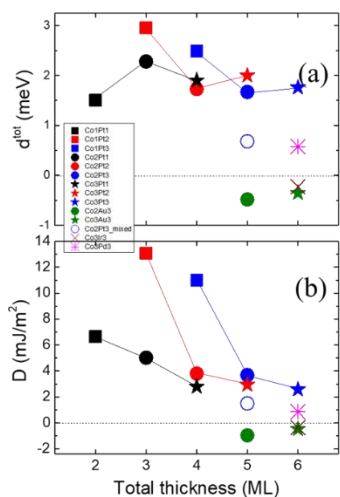 3
2
1
0
-1
d^tot (meV)
(a)
Co1Pt1
Co1Pt2
Co1Pt3
Co2Pt1
Co2Pt2
Co2Pt3
Co3Pt1
Co3Pt2
Co3Pt3
Co2Au3
Co3Au3
Co2Pt3_mixed
Co3Ir3
Co3Pd3
14
12
10
8
6
4
2
0
-2
D (mJ/m²)
(b)
2 3 4 5 6
Total thickness (ML)